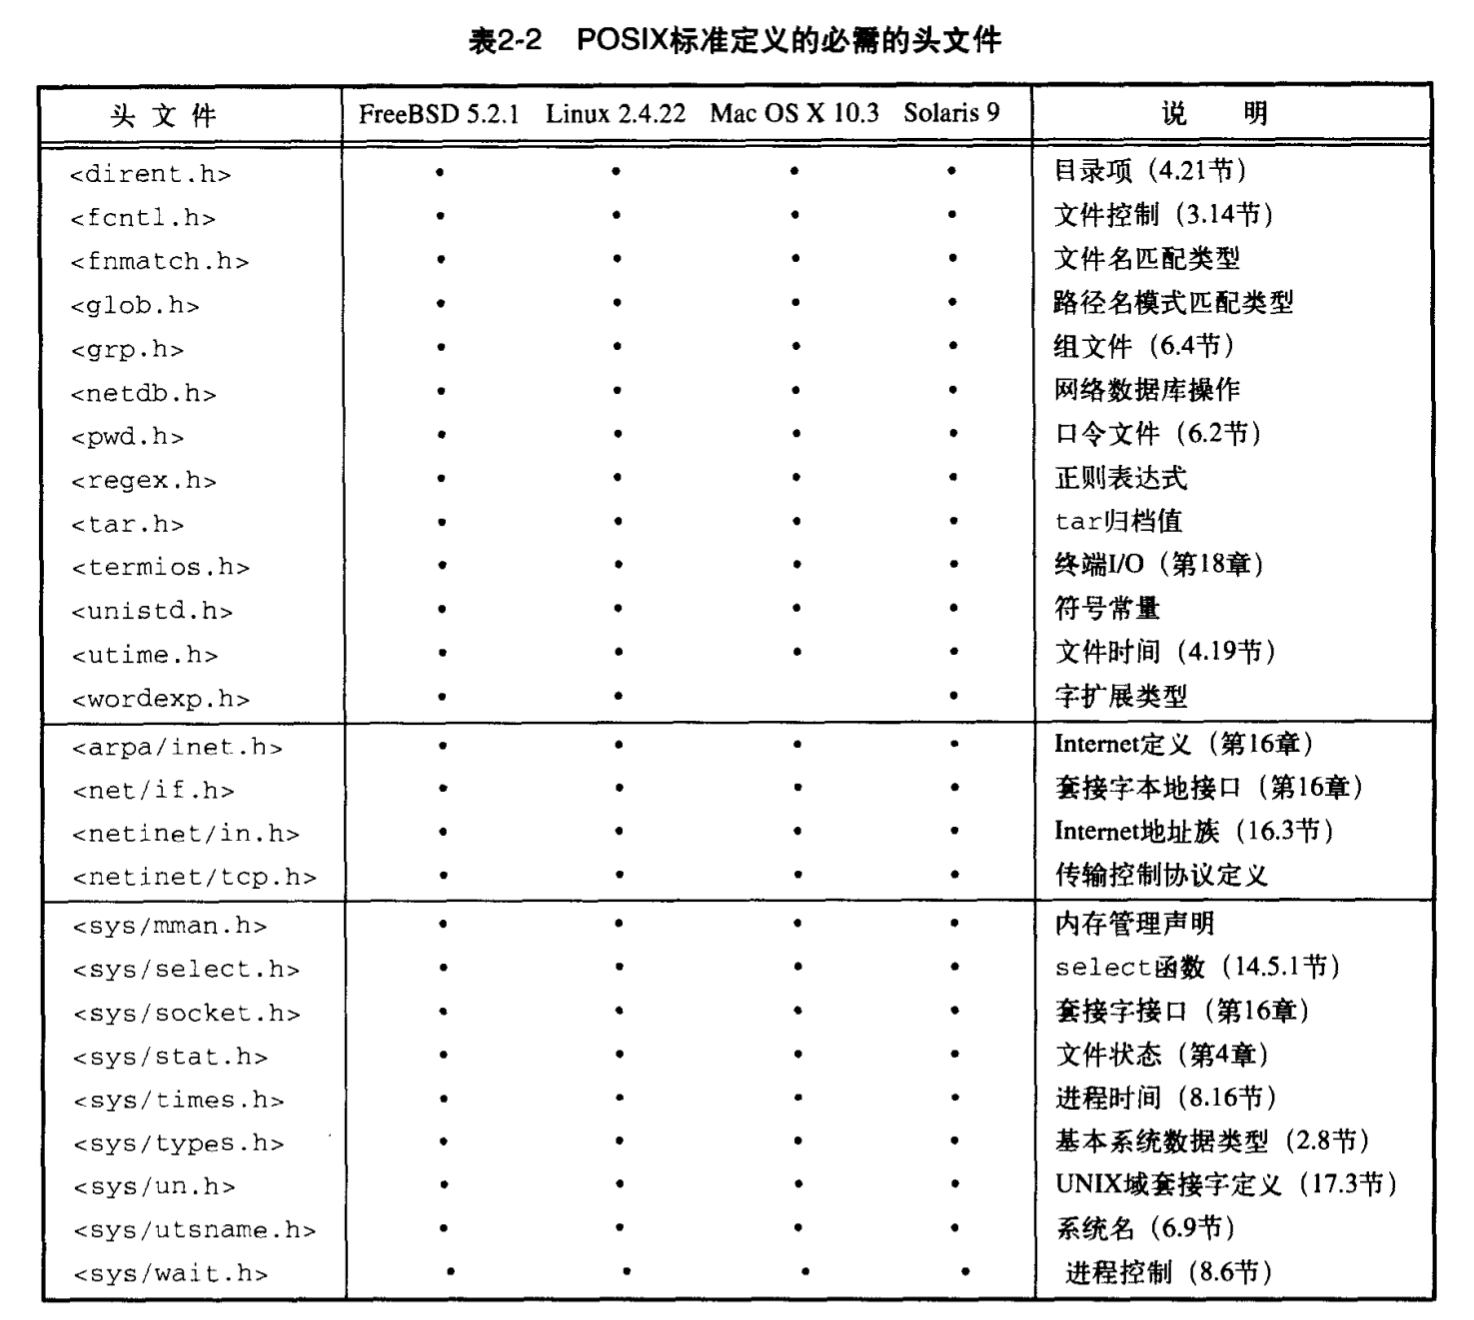 表2-2 POSIX标准定义的必需的头文件
头 文 件 FreeBSD 5.2.1 Linux 2.4.22 Mac OS X 10.3 Solaris 9 说 明
<dirent.h> • • • • 目录项（4.21节）
<fcntl.h> • • • • 文件控制（3.14节）
<fnmatch.h> • • • • 文件名匹配类型
<glob.h> • • • • 路径名模式匹配类型
<grp.h> • • • • 组文件（6.4节）
<netdb.h> • • • • 网络数据库操作
<pwd.h> • • • • 口令文件（6.2节）
<regex.h> • • • • 正则表达式
<tar.h> • • • • tar归档值
<termios.h> • • • • 终端I/O（第18章）
<unistd.h> • • • • 符号常量
<utime.h> • • • • 文件时间（4.19节）
<wordexp.h> • • • 字扩展类型
<arpa/inet.h> • • • • Internet定义（第16章）
<net/if.h> • • • • 套接字本地接口（第16章）
<netinet/in.h> • • • • Internet地址族（16.3节）
<netinet/tcp.h> • • • • 传输控制协议定义
<sys/mman.h> • • • • 内存管理声明
<sys/select.h> • • • • select函数（14.5.1节）
<sys/socket.h> • • • • 套接字接口（第16章）
<sys/stat.h> • • • • 文件状态（第4章）
<sys/times.h> • • • • 进程时间（8.16节）
<sys/types.h> • • • • 基本系统数据类型（2.8节）
<sys/un.h> • • • • UNIX域套接字定义（17.3节）
<sys/utsname.h> • • • • 系统名（6.9节）
<sys/wait.h> • • • • 进程控制（8.6节）